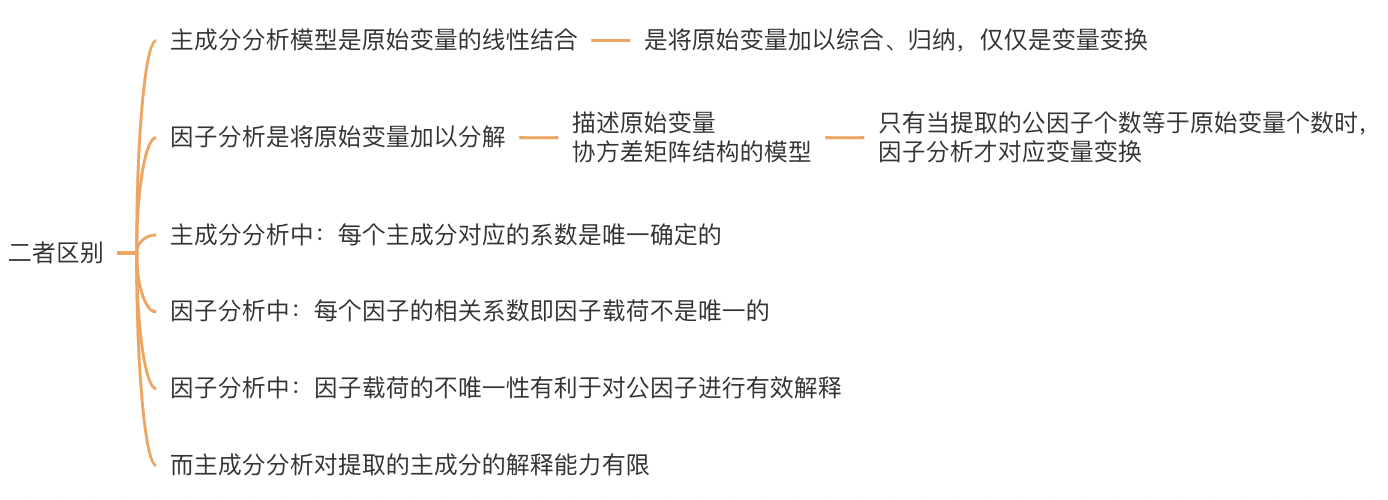 主成分分析模型是原始变量的线性结合
是将原始变量加以综合、归纳，仅仅是变量变换
因子分析是将原始变量加以分解
描述原始变量
协方差矩阵结构的模型
只有当提取的公因子个数等于原始变量个数时，
因子分析才对应变量变换
主成分分析中：每个主成分对应的系数是唯一确定的
二者区别
因子分析中：每个因子的相关系数即因子载荷不是唯一的
因子分析中：因子载荷的不唯一性有利于对公因子进行有效解释
而主成分分析对提取的主成分的解释能力有限